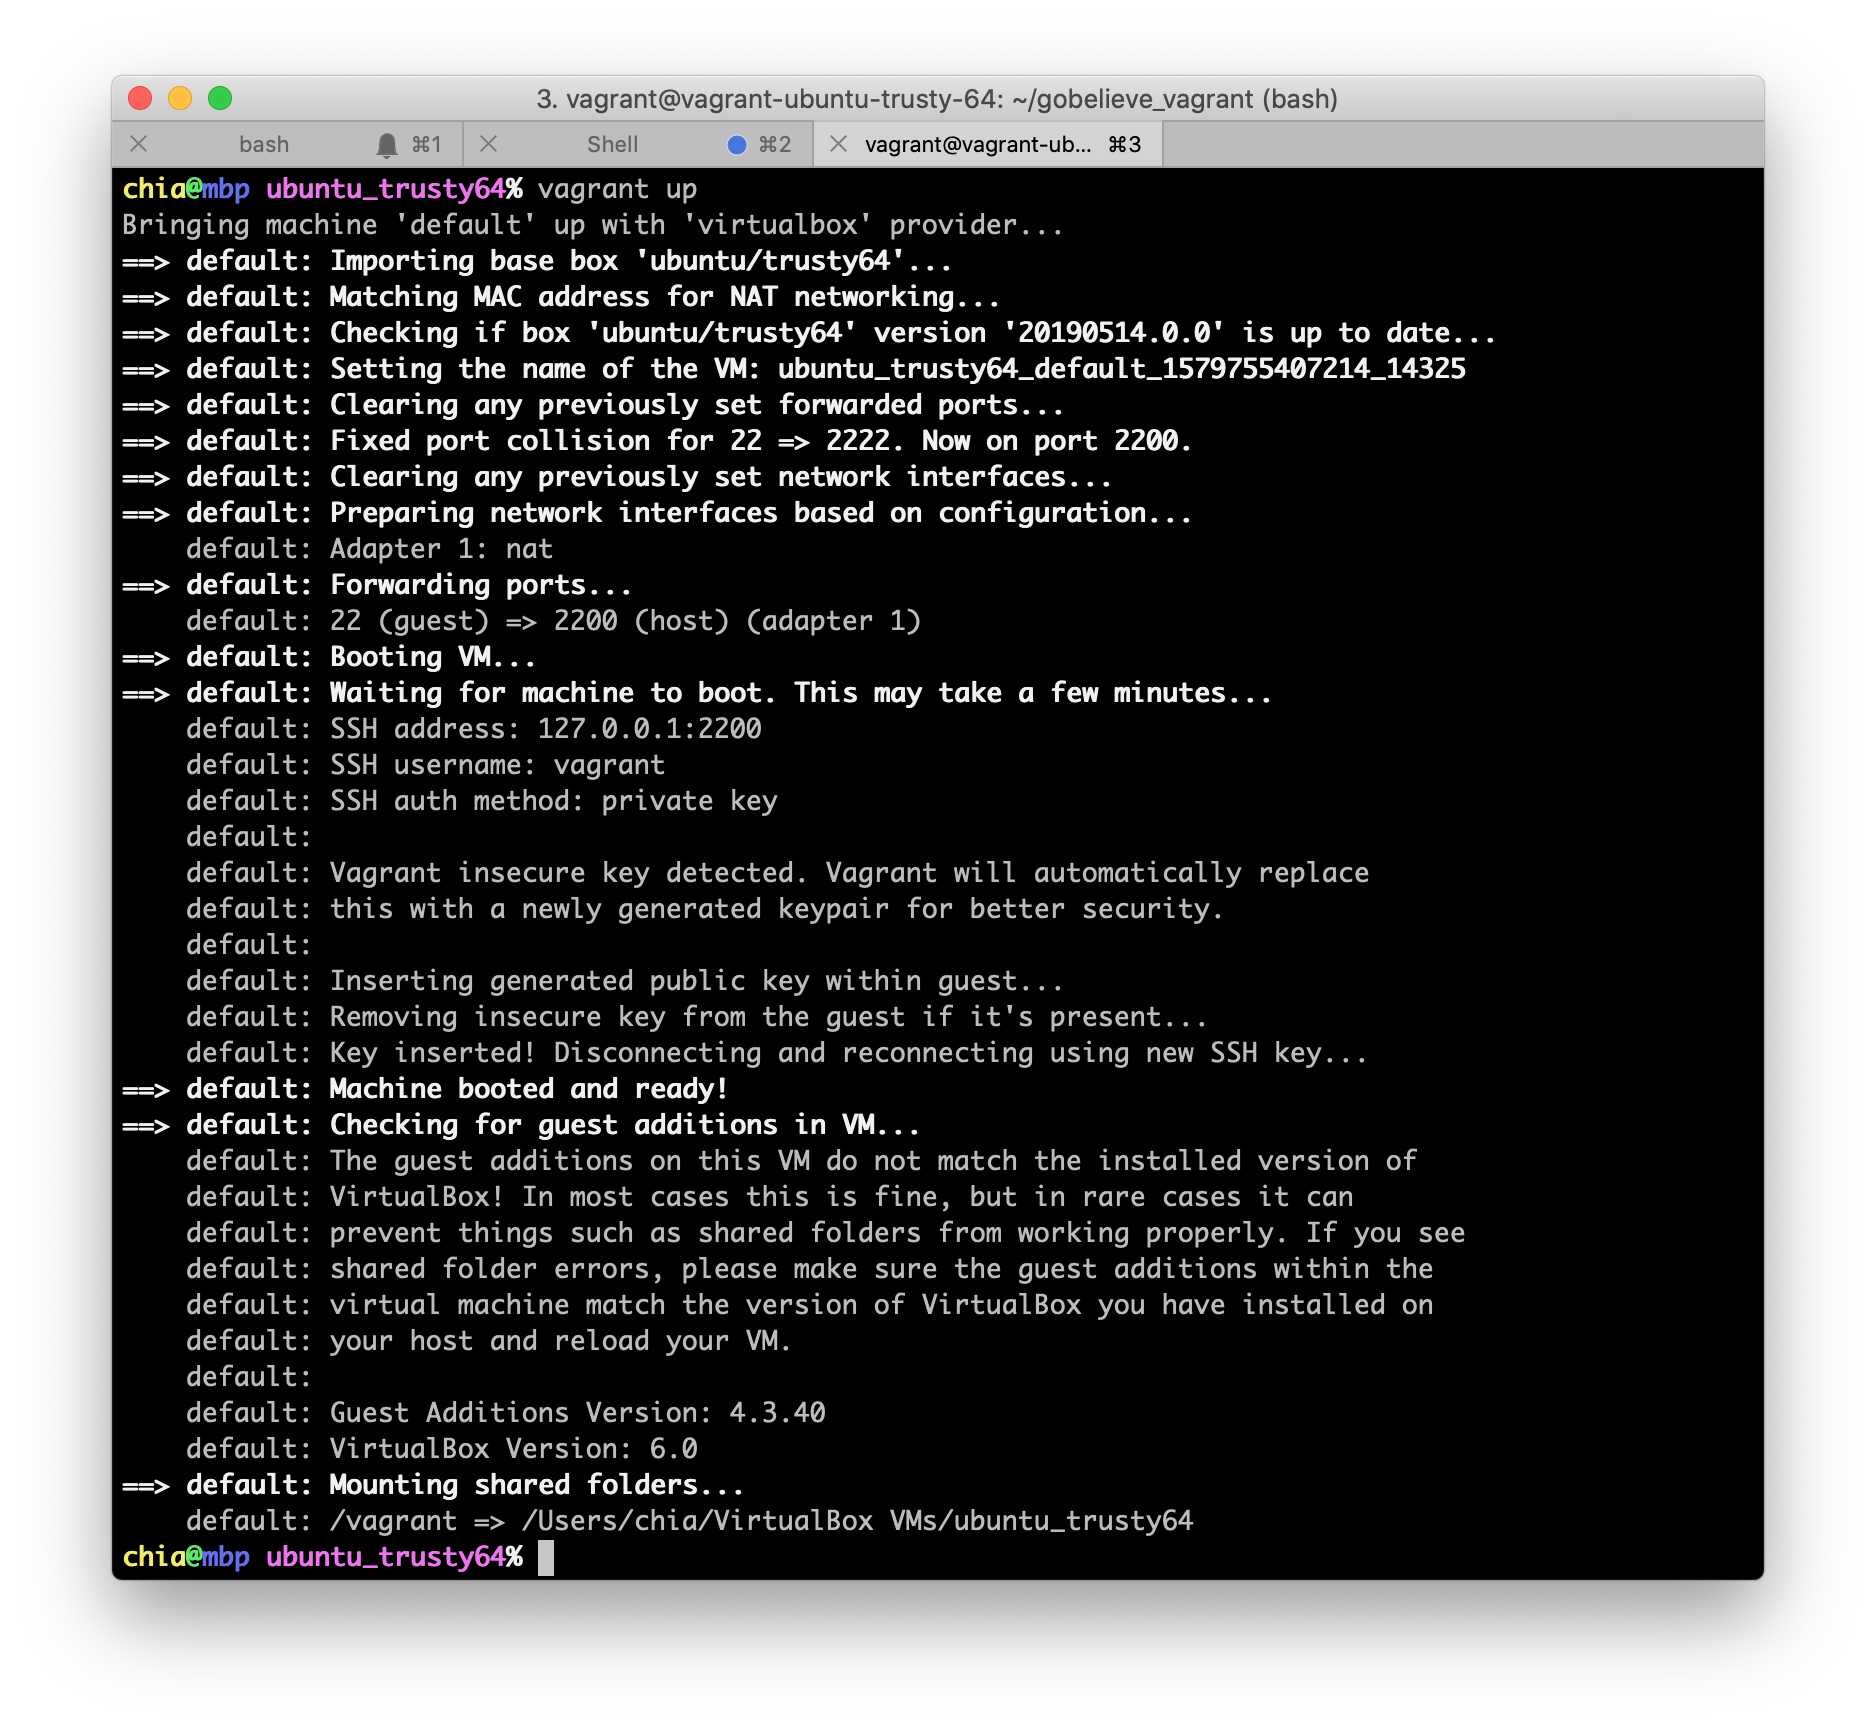 3. vagrant@vagrant-ubuntu-trusty-64: ~/gobelieve_vagrant (bash)
bash ⌘1 Shell ⌘2 vagrant@vagrant-ub... ⌘3
chia@mbp ubuntu_trusty64% vagrant up
Bringing machine 'default' up with 'virtualbox' provider...
==> default: Importing base box 'ubuntu/trusty64'...
==> default: Matching MAC address for NAT networking...
==> default: Checking if box 'ubuntu/trusty64' version '20190514.0.0' is up to date...
==> default: Setting the name of the VM: ubuntu_trusty64_default_1579755407214_14325
==> default: Clearing any previously set forwarded ports...
==> default: Fixed port collision for 22 => 2222. Now on port 2200.
==> default: Clearing any previously set network interfaces...
==> default: Preparing network interfaces based on configuration...
    default: Adapter 1: nat
==> default: Forwarding ports...
    default: 22 (guest) => 2200 (host) (adapter 1)
==> default: Booting VM...
==> default: Waiting for machine to boot. This may take a few minutes...
    default: SSH address: 127.0.0.1:2200
    default: SSH username: vagrant
    default: SSH auth method: private key
    default:
    default: Vagrant insecure key detected. Vagrant will automatically replace
    default: this with a newly generated keypair for better security.
    default:
    default: Inserting generated public key within guest...
    default: Removing insecure key from the guest if it's present...
    default: Key inserted! Disconnecting and reconnecting using new SSH key...
==> default: Machine booted and ready!
==> default: Checking for guest additions in VM...
    default: The guest additions on this VM do not match the installed version of
    default: VirtualBox! In most cases this is fine, but in rare cases it can
    default: prevent things such as shared folders from working properly. If you see
    default: shared folder errors, please make sure the guest additions within the
    default: virtual machine match the version of VirtualBox you have installed on
    default: your host and reload your VM.
    default:
    default: Guest Additions Version: 4.3.40
    default: VirtualBox Version: 6.0
==> default: Mounting shared folders...
    default: /vagrant => /Users/chia/VirtualBox VMs/ubuntu_trusty64
chia@mbp ubuntu_trusty64%